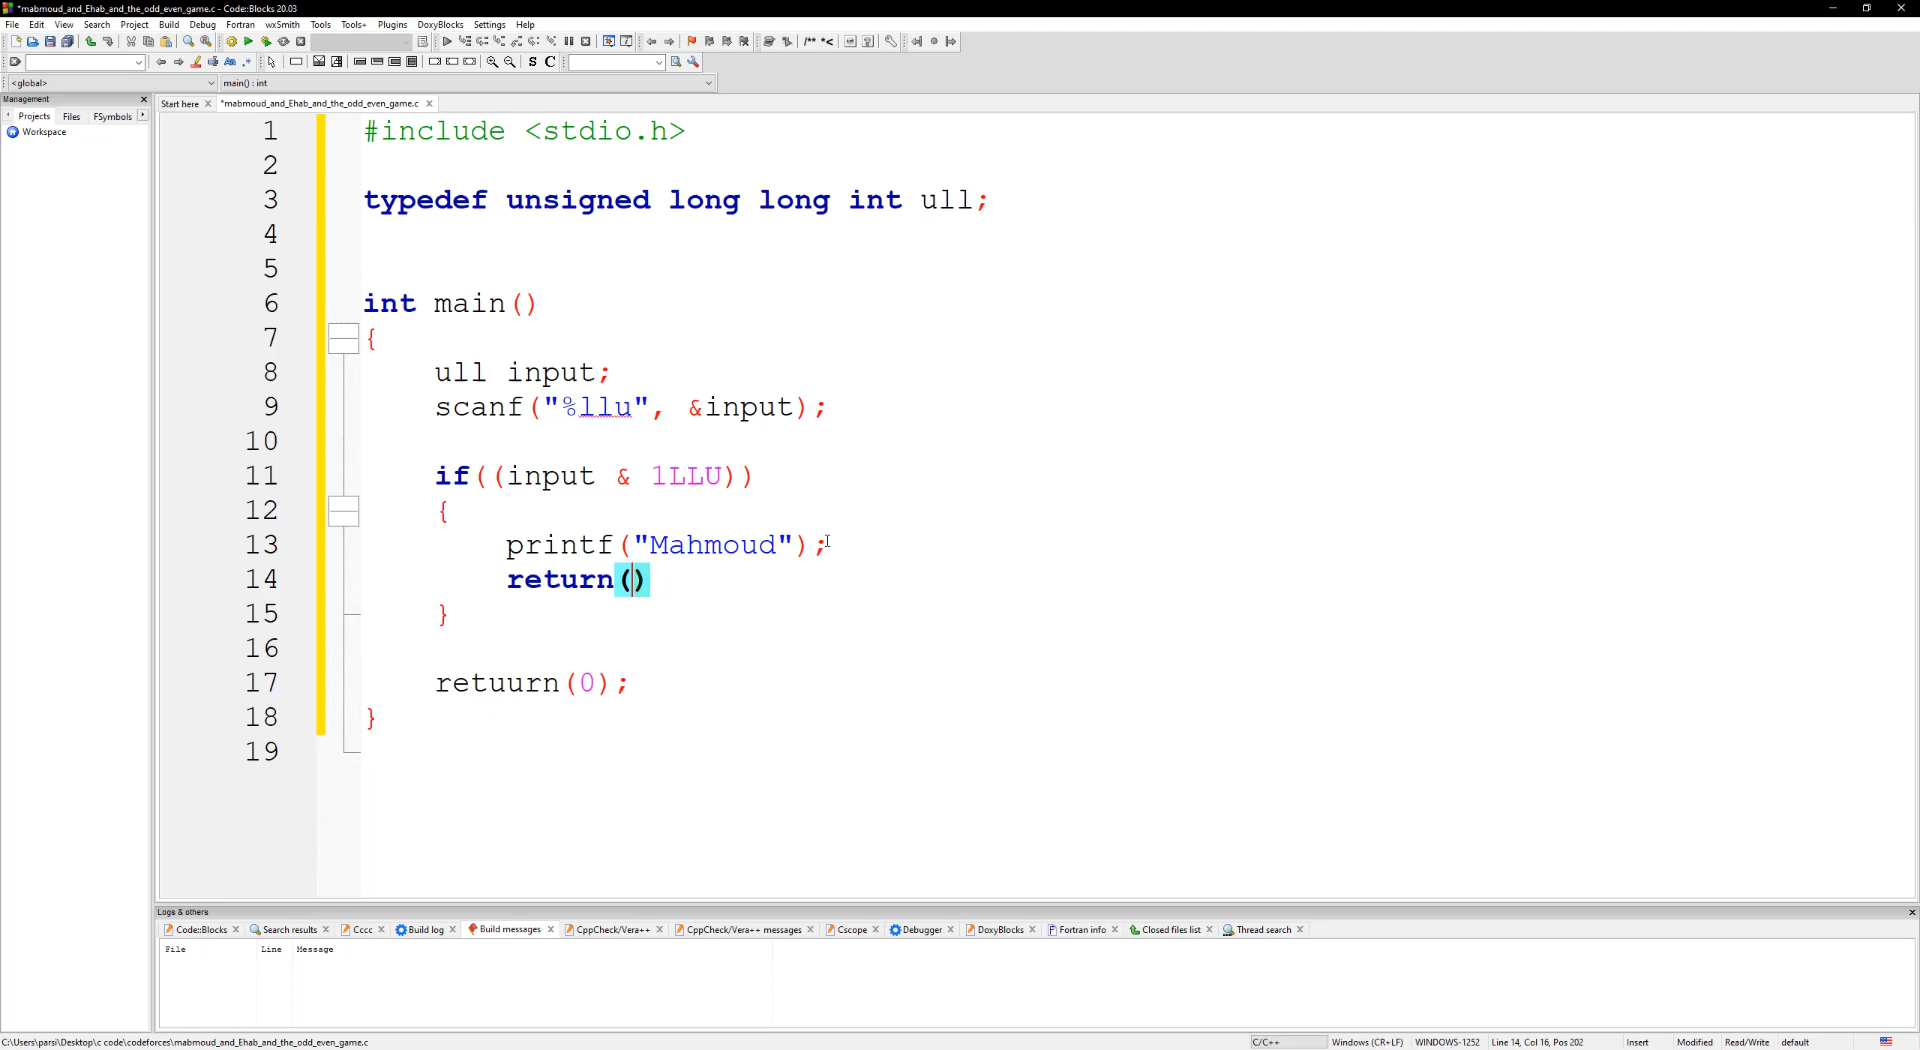 *mabmoud_and_Ehab_and_the_odd_even_game.c - Code::Blocks 20.03
File Edit View Search Project Build Debug Fortran wxSmith Tools Tools+ Plugins DoxyBlocks Settings Help
/** *<
S C
<global> main() : int
Management
Start here *mabmoud_and_Ehab_and_the_odd_even_game.c
Projects Files FSymbols
Workspace
1 #include <stdio.h>
2
3 typedef unsigned long long int ull;
4
5
6 int main()
7 {
8 ull input;
9 scanf("%llu", &input);
10
11 if((input & 1LLU))
12 {
13 printf("Mahmoud");
14 return()
15 }
16
17 retuurn(0);
18 }
19
Logs & others
Code::Blocks Search results Cccc Build log Build messages CppCheck/Vera++ CppCheck/Vera++ messages Cscope Debugger DoxyBlocks Fortran info Closed files list Thread search
File Line Message
C:\Users\parsi\Desktop\c code\codeforces\mabmoud_and_Ehab_and_the_odd_even_game.c C/C++ Windows (CR+LF) WINDOWS-1252 Line 14, Col 16, Pos 202 Insert Modified Read/Write default